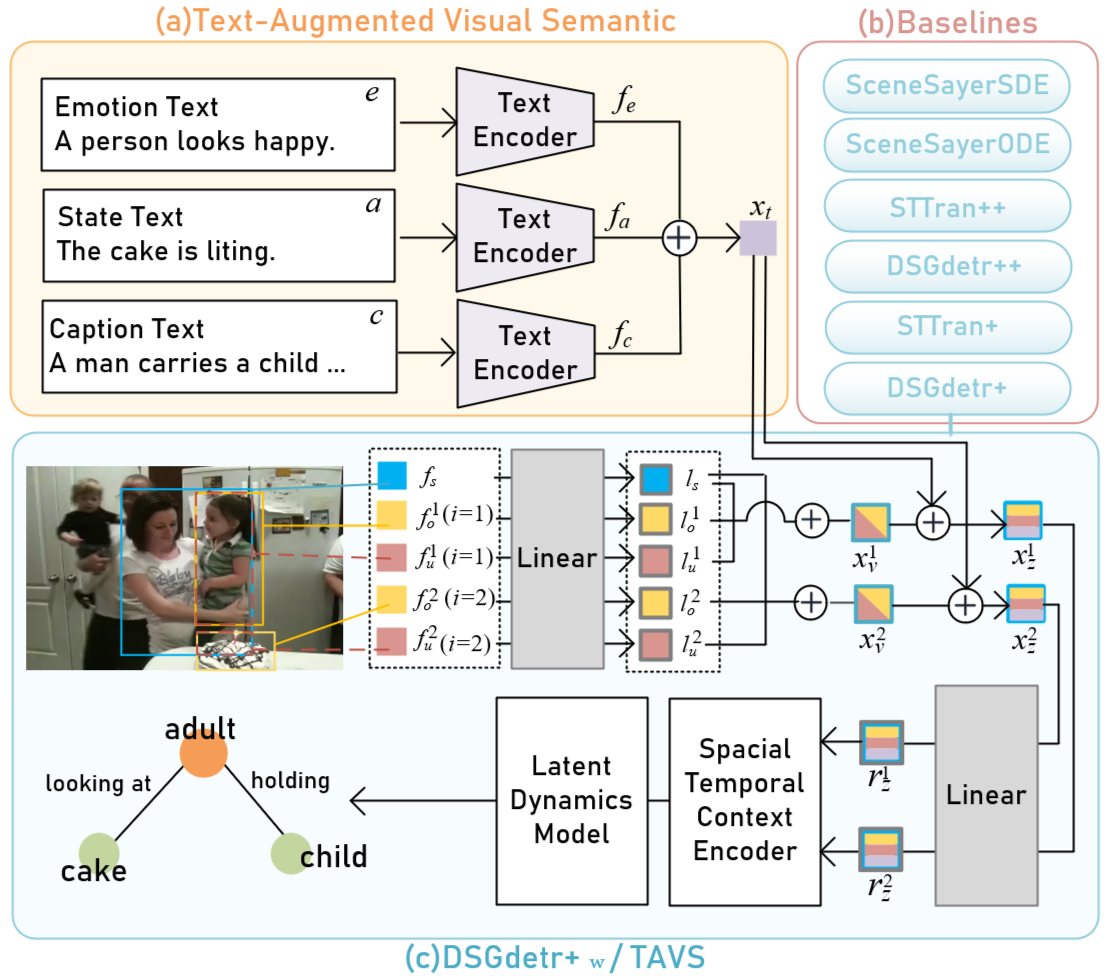 (a)Text-Augmented Visual Semantic
Emotion Text
e
A person looks happy.
Text
Encoder
f_e
State Text
a
The cake is liting.
Text
Encoder
f_a
Caption Text
c
A man carries a child ...
Text
Encoder
f_c
+
x_t
(b)Baselines
SceneSayerSDE
SceneSayerODE
STTran++
DSGdetr++
STTran+
DSGdetr+
f_s
f_o^1 (i=1)
f_u^1 (i=1)
f_o^2 (i=2)
f_u^2 (i=2)
Linear
l_s
l_o^1
l_u^1
l_o^2
l_u^2
+
x_v^1
+
x_z^1
+
x_v^2
+
x_z^2
Baby
adult
looking at
holding
cake
child
Latent
Dynamics
Model
Spacial
Temporal
Context
Encoder
r_z^1
r_z^2
Linear
(c)DSGdetr+ w/ TAVS